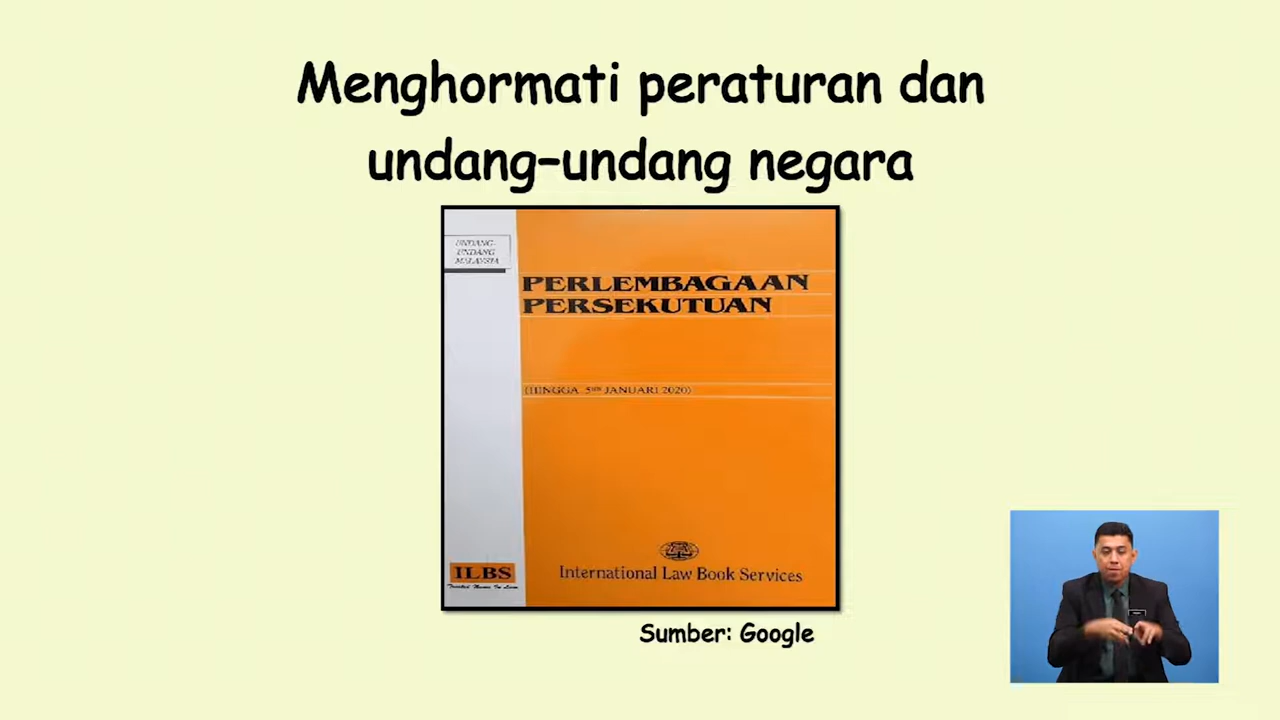 Menghormati peraturan dan
undang-undang negara
UNDANG-
UNDANG
MALAYSIA
PERLEMBAGAAN
PERSEKUTUAN
(HINGGA 5HB JANUARI 2020)
International Law Book Services
ILBS
Sumber: Google